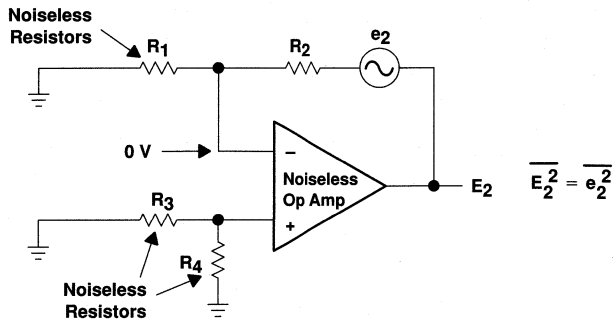 Noiseless
Resistors
R1
R2
e2
0 V
−
Noiseless
Op Amp
+
E2
E2² = e2²
R3
R4
Noiseless
Resistors